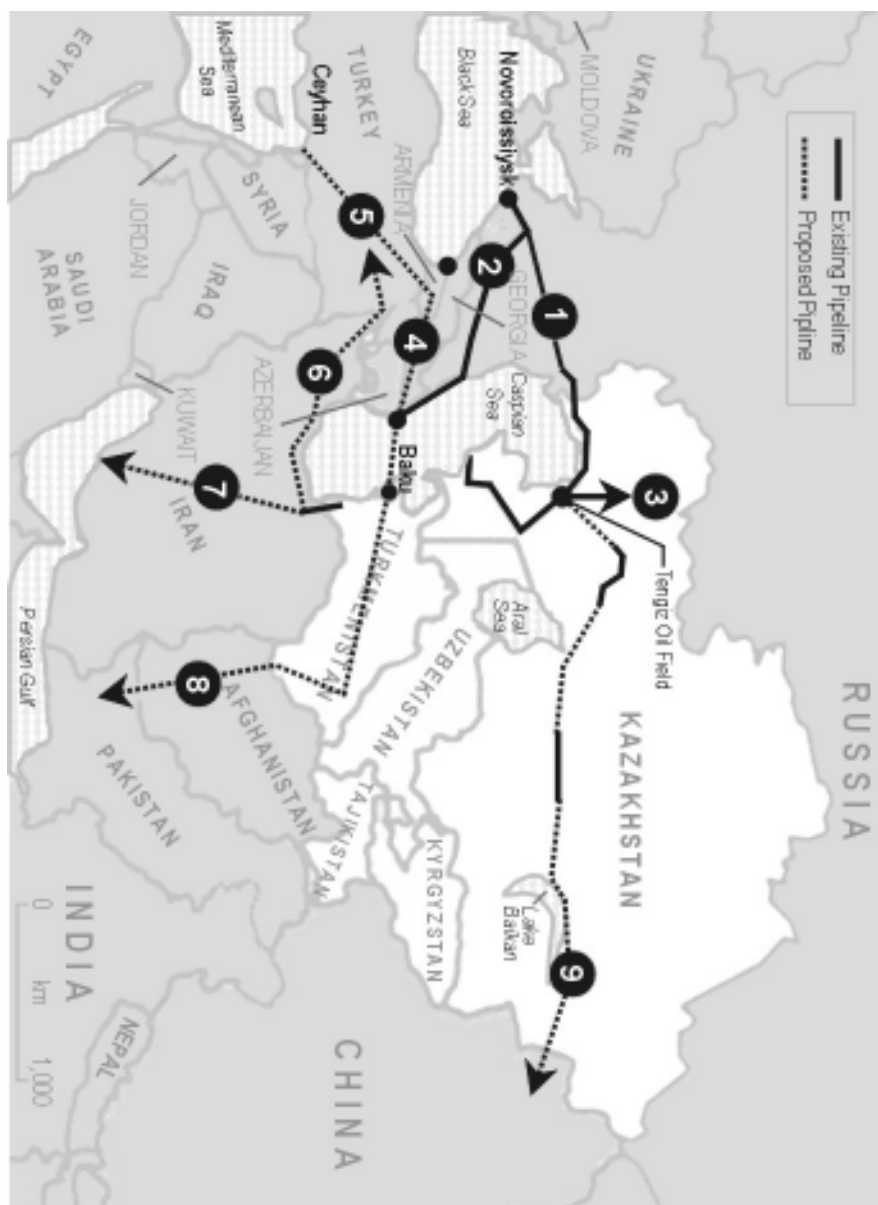 Existing Pipeline
Proposed Pipline
UKRAINE
MOLDOVA
RUSSIA
Novoroissiysk
Black Sea
KAZAKHSTAN
Tengiz Oil Field
Aral
Sea
Lake
Balkan
Caspian
Sea
GEORGIA
ARMENIA
TURKEY
Ceyhan
Mediterranean
Sea
EGYPT
SYRIA
JORDAN
IRAQ
SAUDI
ARABIA
KUWAIT
AZERBAIJAN
Baku
IRAN
Persian Gulf
TURKMENISTAN
UZBEKISTAN
KYRGYZSTAN
TAJIKISTAN
AFGHANISTAN
PAKISTAN
INDIA
NEPAL
CHINA
1
2
3
4
5
6
7
8
9
0 km 1,000